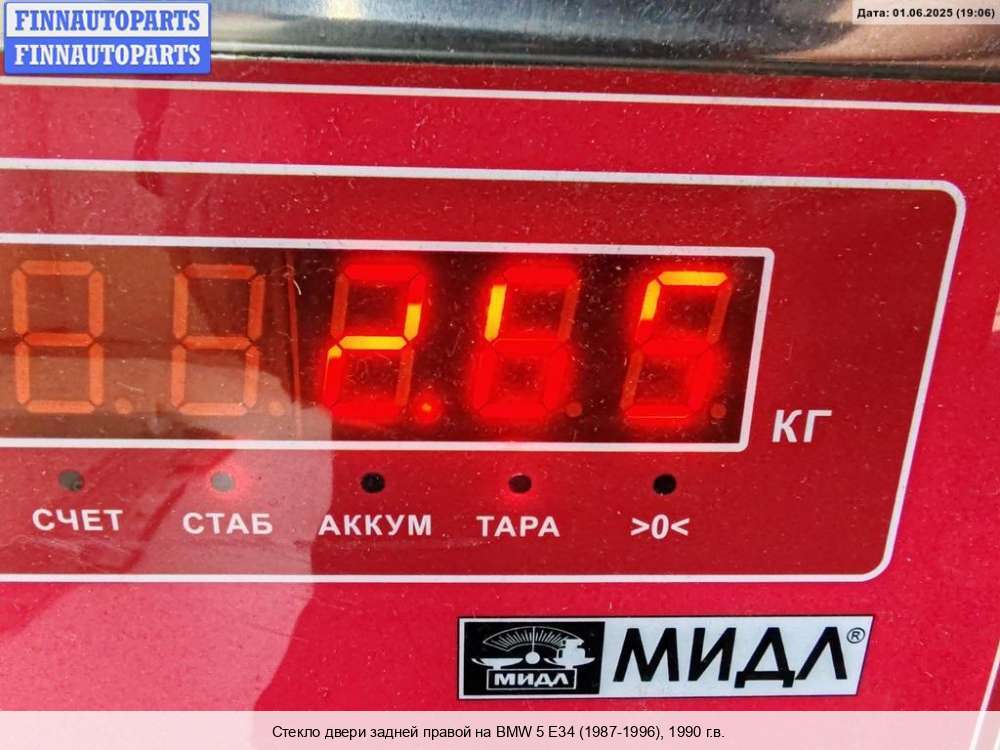 FINNAUTOPARTS
FINNAUTOPARTS
Дата: 01.06.2025 (19:06)
2.65
КГ
СЧЕТ СТАБ АККУМ ТАРА >0<
МИДЛ МИДЛ®
Стекло двери задней правой на BMW 5 E34 (1987-1996), 1990 г.в.